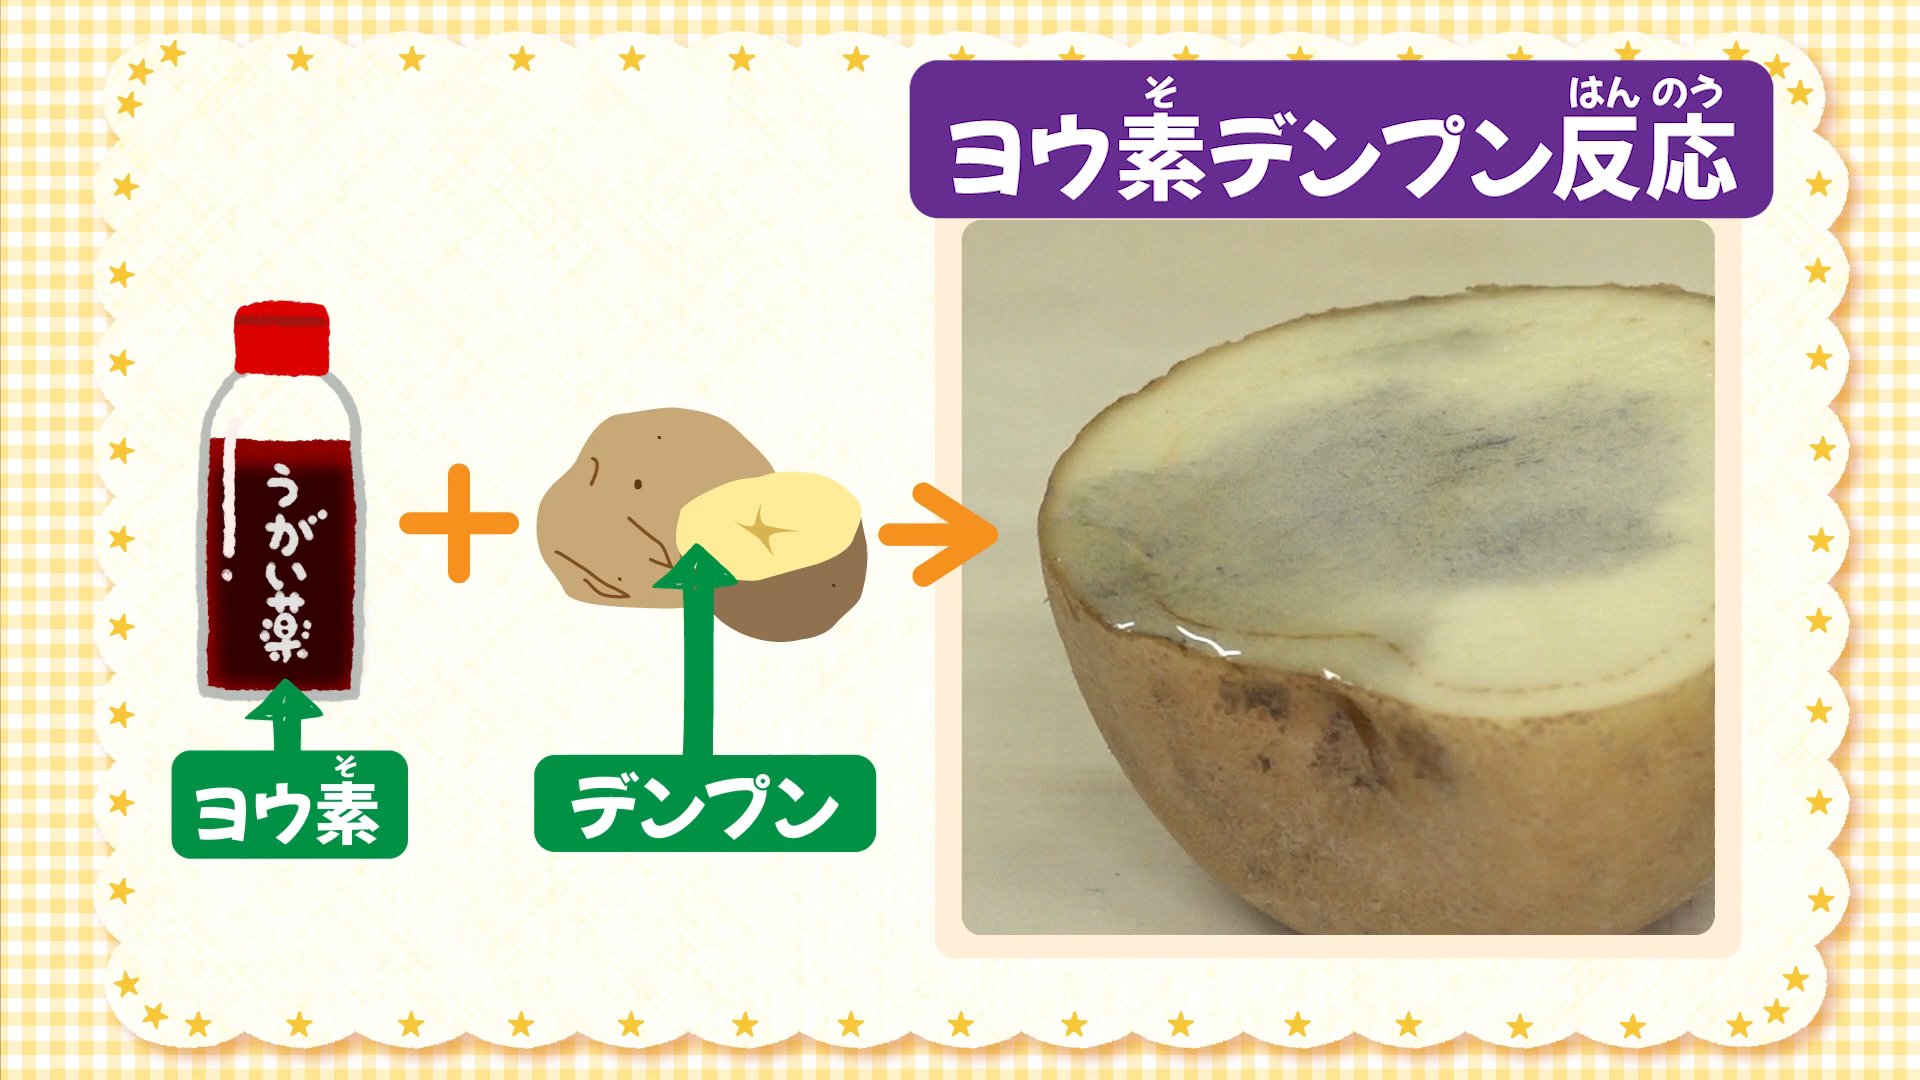 そ はん のう
ヨウ素デンプン反応
うがい薬
そ
ヨウ素
デンプン